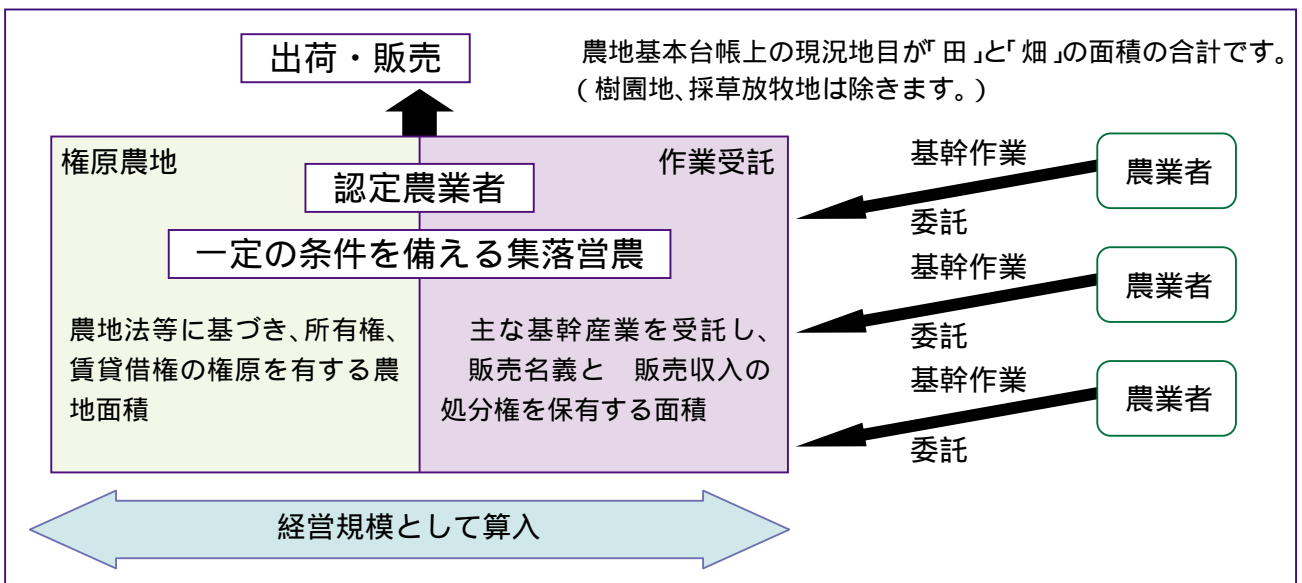 出荷・販売
農地基本台帳上の現況地目が「田」と「畑」の面積の合計です。
(樹園地、採草放牧地は除きます。)
権原農地
作業受託
認定農業者
一定の条件を備える集落営農
農地法等に基づき、所有権、
賃貸借権の権原を有する農
地面積
主な基幹産業を受託し、
販売名義と　販売収入の
処分権を保有する面積
基幹作業
委託
農業者
基幹作業
委託
農業者
基幹作業
委託
農業者
経営規模として算入